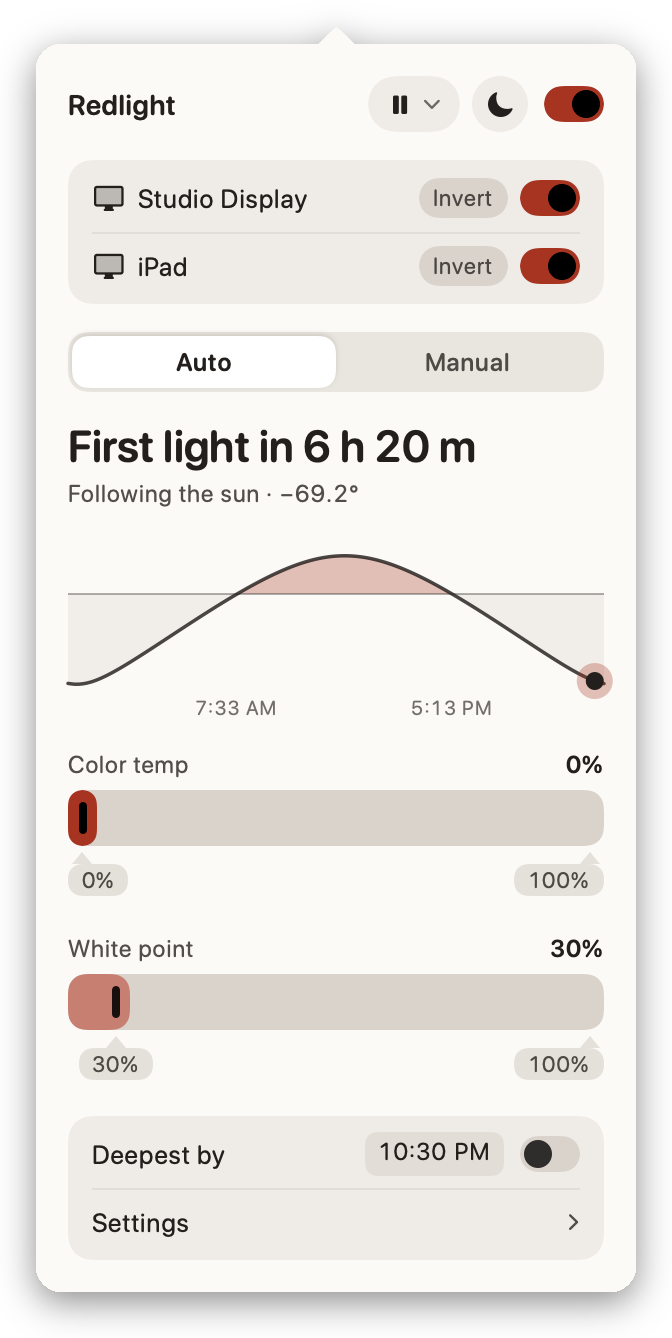 Redlight
Studio Display Invert
iPad Invert
Auto Manual
First light in 6 h 20 m
Following the sun · −69.2°
7:33 AM 5:13 PM
Color temp 0%
0% 100%
White point 30%
30% 100%
Deepest by 10:30 PM
Settings